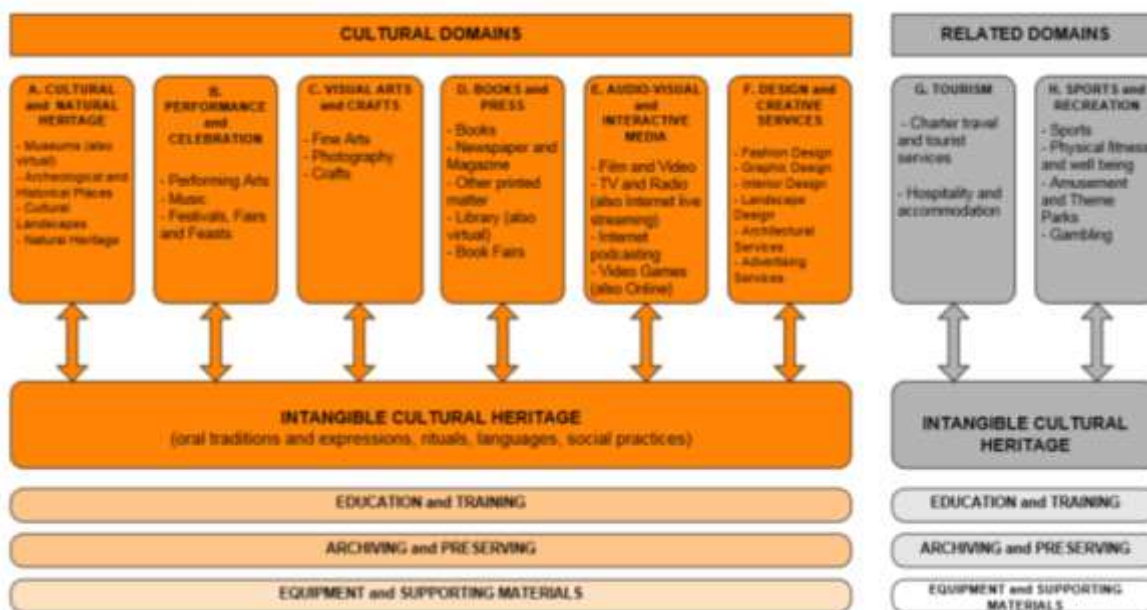 CULTURAL DOMAINS
RELATED DOMAINS
A. CULTURAL
and NATURAL
HERITAGE
- Museums (also
virtual)
- Archeological and
Historical Places
- Cultural
Landscapes
- Natural Heritage
B.
PERFORMANCE
and
CELEBRATION
- Performing Arts
- Music
- Festivals, Fairs
and Feasts
C. VISUAL ARTS
and CRAFTS
- Fine Arts
- Photography
- Crafts
D. BOOKS and
PRESS
- Books
- Newspaper and
Magazine
- Other printed
matter
- Library (also
virtual)
- Book Fairs
E. AUDIO-VISUAL
and
INTERACTIVE
MEDIA
- Film and Video
- TV and Radio
(also Internet live
streaming)
- Internet
podcasting
- Video Games
(also Online)
F. DESIGN and
CREATIVE
SERVICES
- Fashion Design
- Graphic Design
- Interior Design
- Landscape
Design
- Architectural
Services
- Advertising
Services
G. TOURISM
- Charter travel
and tourist
services
- Hospitality and
accommodation
H. SPORTS and
RECREATION
- Sports
- Physical fitness
and well being
- Amusement
and Theme
Parks
- Gambling
INTANGIBLE CULTURAL HERITAGE
(oral traditions and expressions, rituals, languages, social practices)
INTANGIBLE CULTURAL
HERITAGE
EDUCATION and TRAINING
EDUCATION and TRAINING
ARCHIVING and PRESERVING
ARCHIVING and PRESERVING
EQUIPMENT and SUPPORTING MATERIALS
EQUIPMENT and SUPPORTING
MATERIALS